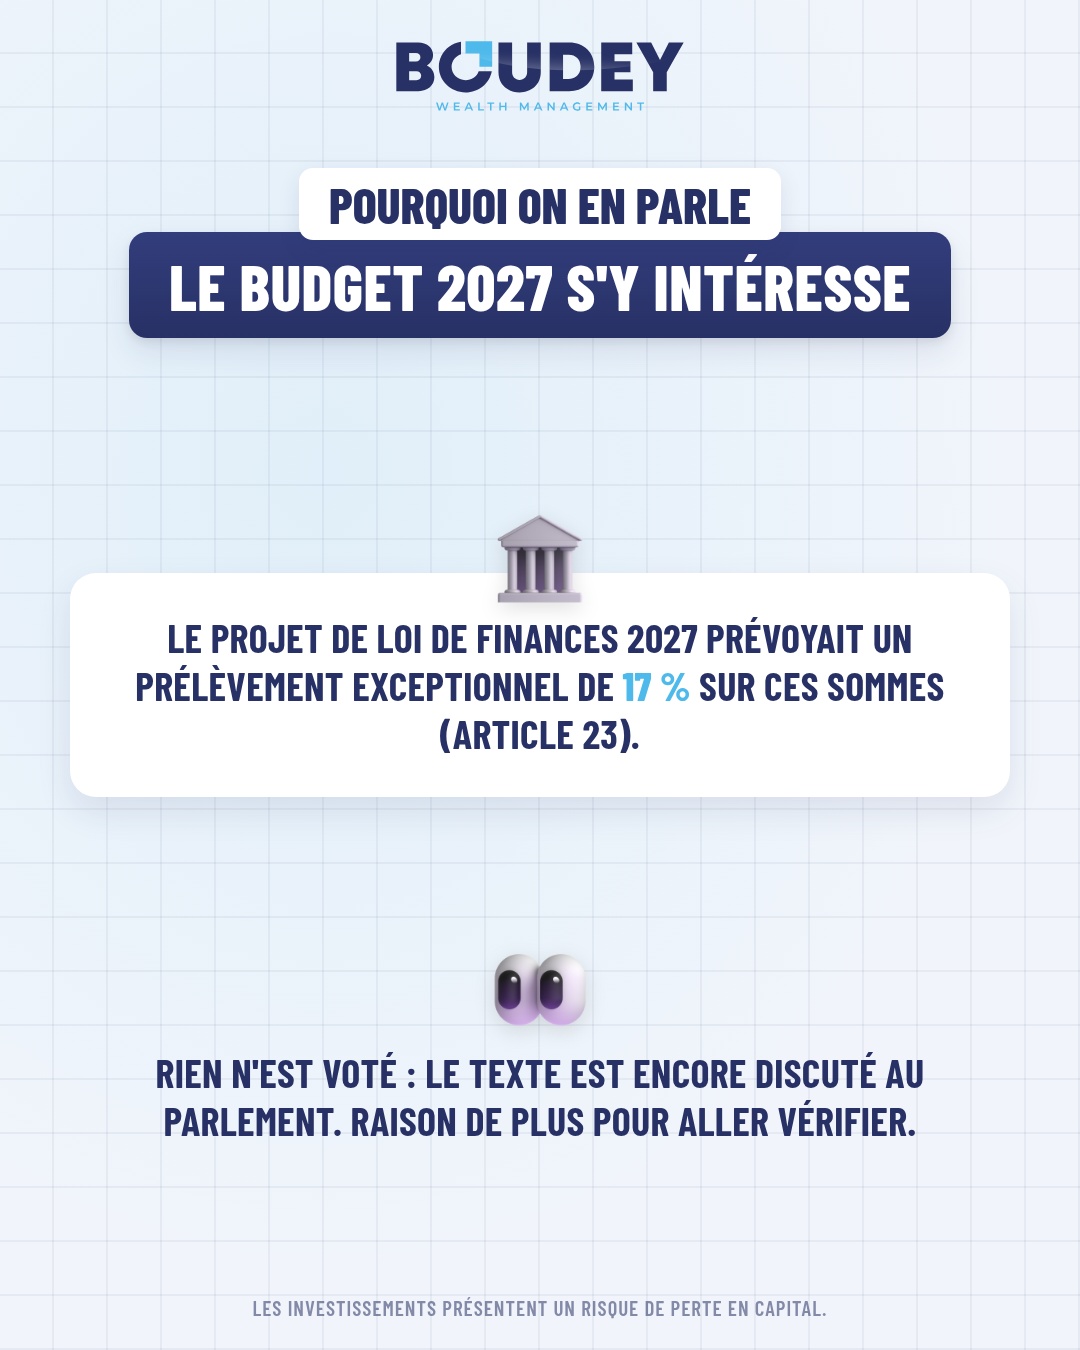 BOUDEY
WEALTH MANAGEMENT
POURQUOI ON EN PARLE
LE BUDGET 2027 S'Y INTÉRESSE
LE PROJET DE LOI DE FINANCES 2027 PRÉVOYAIT UN
PRÉLÈVEMENT EXCEPTIONNEL DE 17 % SUR CES SOMMES
(ARTICLE 23).
RIEN N'EST VOTÉ : LE TEXTE EST ENCORE DISCUTÉ AU
PARLEMENT. RAISON DE PLUS POUR ALLER VÉRIFIER.
LES INVESTISSEMENTS PRÉSENTENT UN RISQUE DE PERTE EN CAPITAL.